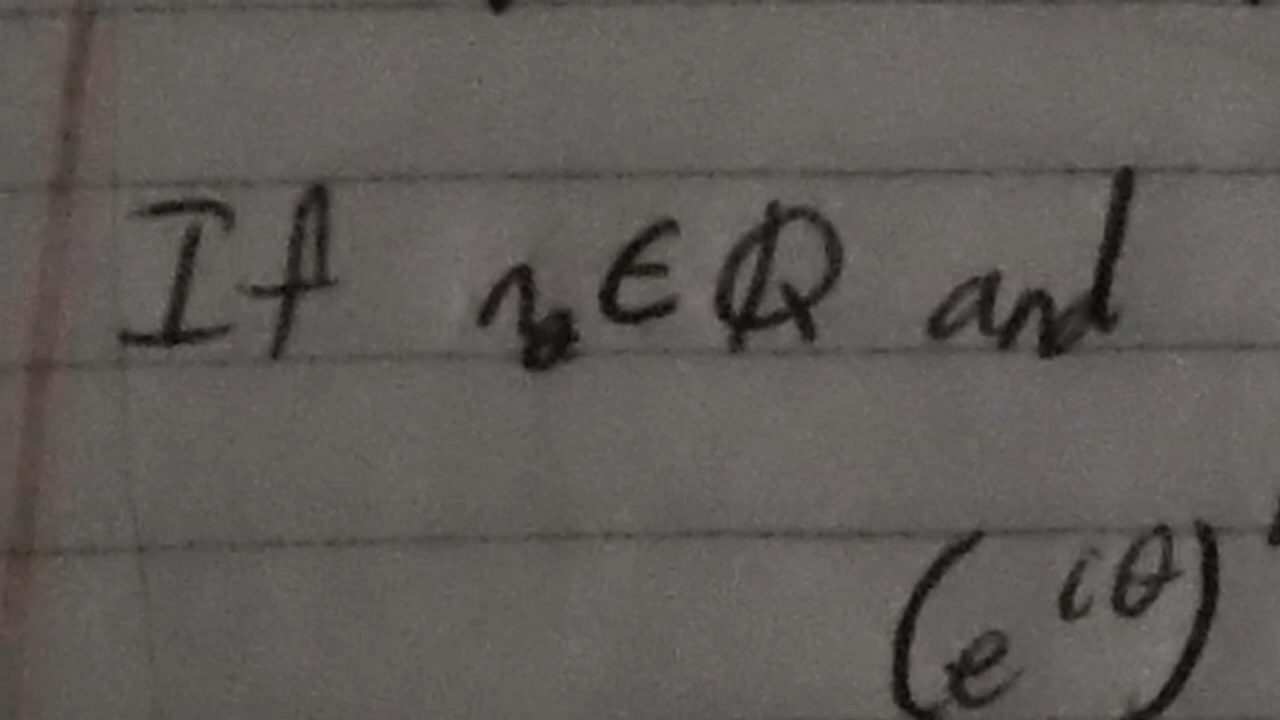 If n ∈ ℚ and
(e^{iθ})